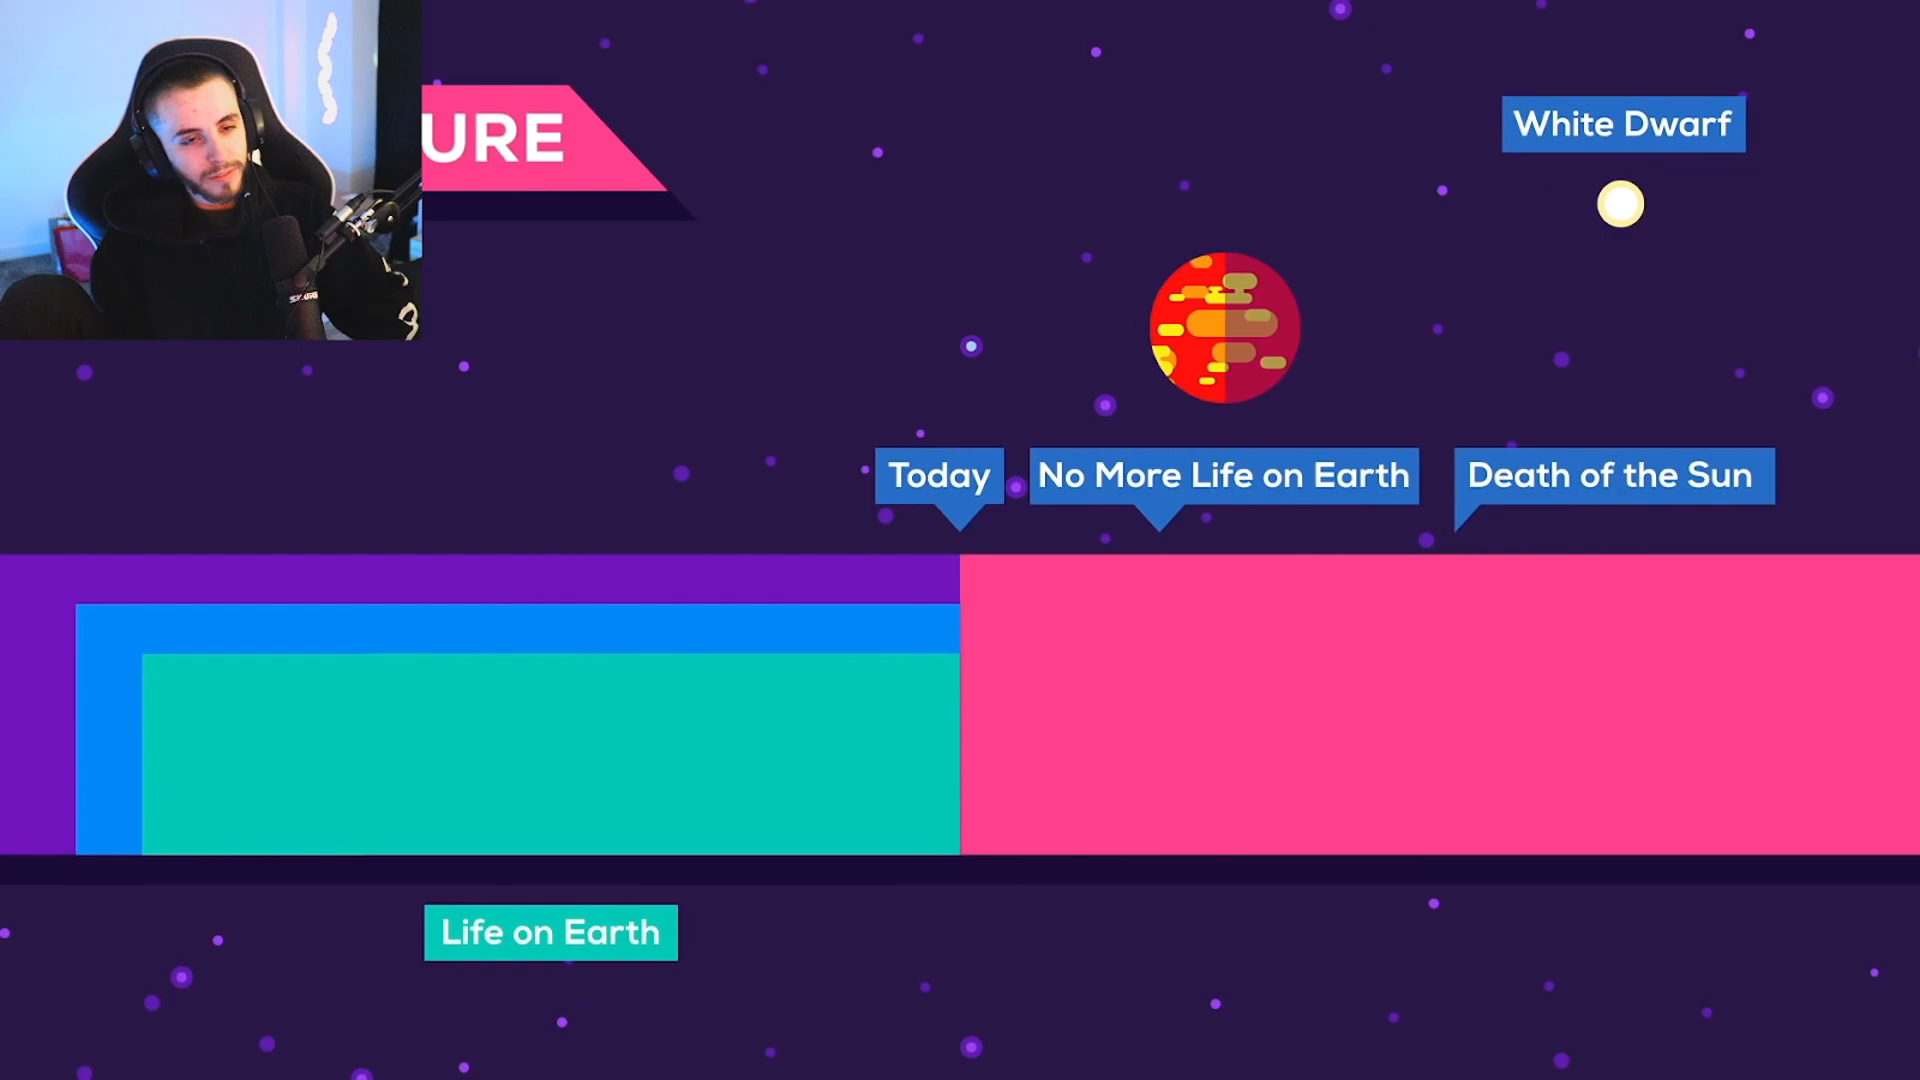 URE
White Dwarf
Today
No More Life on Earth
Death of the Sun
Life on Earth